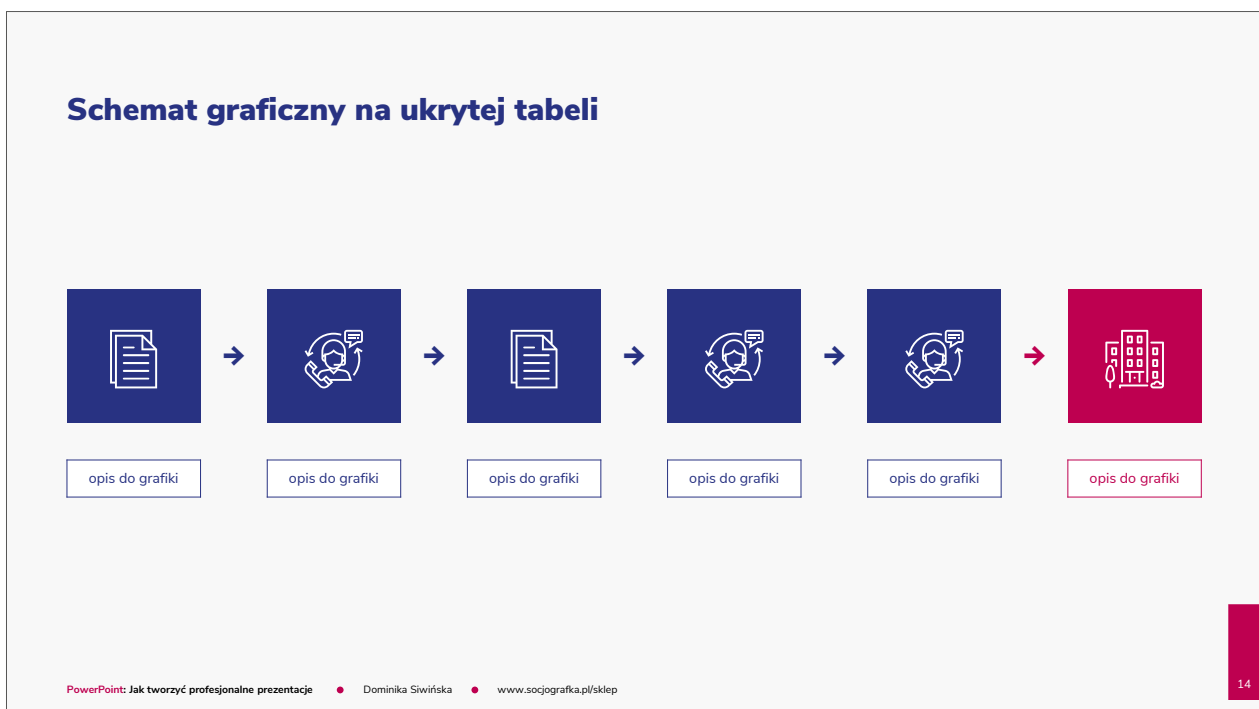 Schemat graficzny na ukrytej tabeli
opis do grafiki
opis do grafiki
opis do grafiki
opis do grafiki
opis do grafiki
opis do grafiki
PowerPoint: Jak tworzyć profesjonalne prezentacje ● Dominika Siwińska ● www.socjografka.pl/sklep
14